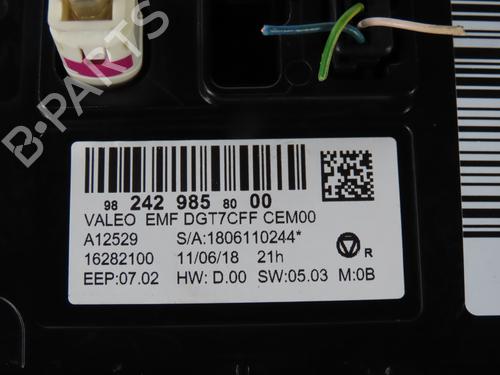 98 242 985 80 00
VALEO EMF DGT7CFF CEM00
A12529 S/A:1806110244*
16282100 11/06/18 21h
EEP:07.02 HW: D.00 SW:05.03 M:0B
R
B-PARTS